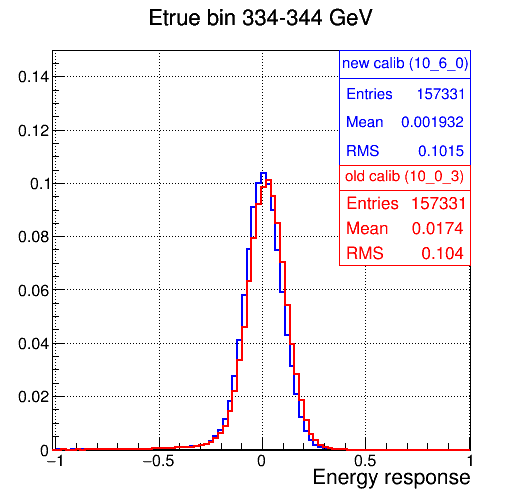 Etrue bin 334-344 GeV
new calib (10_6_0)
Entries 157331
Mean 0.001932
RMS 0.1015
old calib (10_0_3)
Entries 157331
Mean 0.0174
RMS 0.104
0.14
0.12
0.1
0.08
0.06
0.04
0.02
0
−1 −0.5 0 0.5 1
Energy response